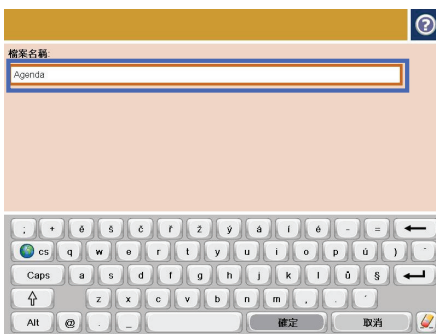 ?
檔案名稱:
Agenda
; + ě š č ř ž ý á í é - =
cs q w e r t y u i o p ú )
Caps a s d f g h j k l ů §
z x c v b n m , .
Alt @ . _ 確定 取消